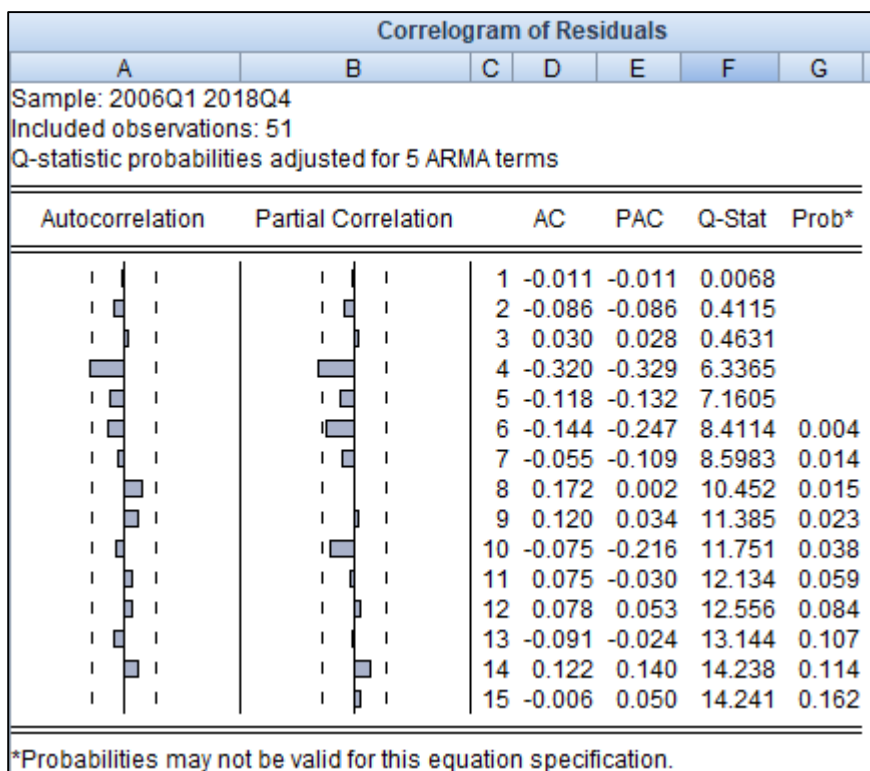 Correlogram of Residuals
A B C D E F G
Sample: 2006Q1 2018Q4
Included observations: 51
Q-statistic probabilities adjusted for 5 ARMA terms
Autocorrelation Partial Correlation AC PAC Q-Stat Prob*
1 -0.011 -0.011 0.0068
2 -0.086 -0.086 0.4115
3 0.030 0.028 0.4631
4 -0.320 -0.329 6.3365
5 -0.118 -0.132 7.1605
6 -0.144 -0.247 8.4114 0.004
7 -0.055 -0.109 8.5983 0.014
8 0.172 0.002 10.452 0.015
9 0.120 0.034 11.385 0.023
10 -0.075 -0.216 11.751 0.038
11 0.075 -0.030 12.134 0.059
12 0.078 0.053 12.556 0.084
13 -0.091 -0.024 13.144 0.107
14 0.122 0.140 14.238 0.114
15 -0.006 0.050 14.241 0.162
*Probabilities may not be valid for this equation specification.